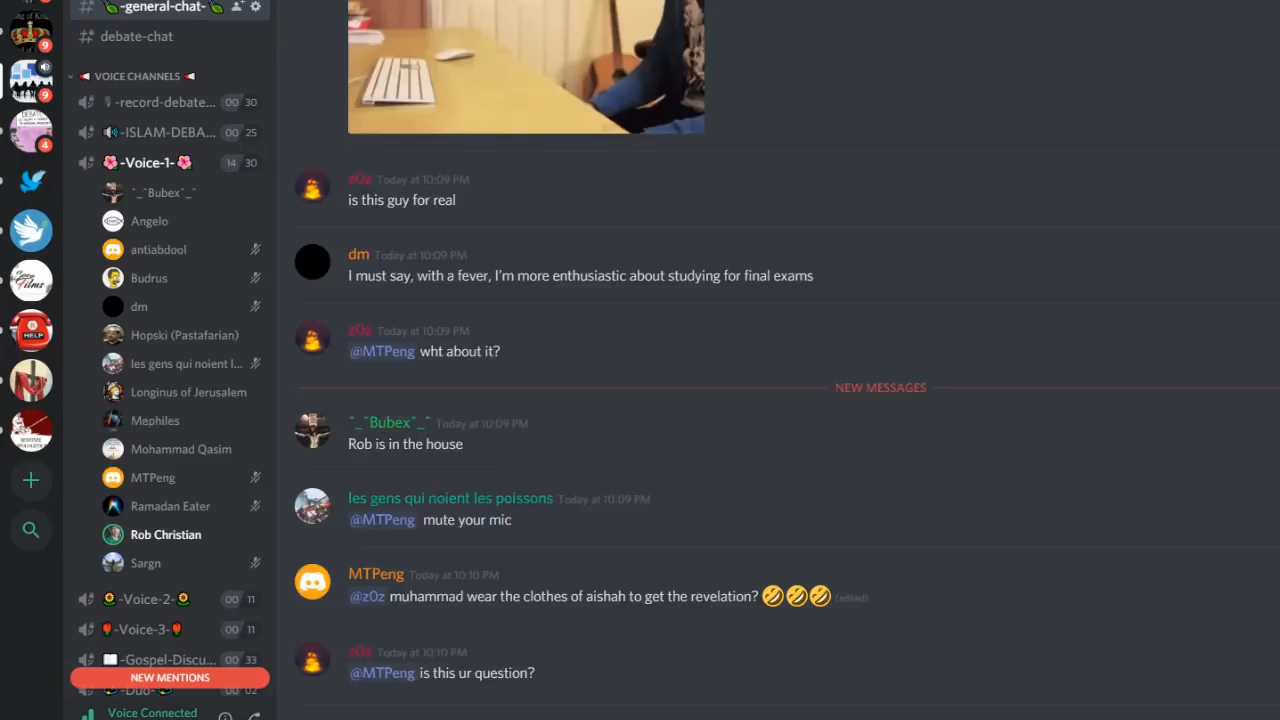 -general-chat-
debate-chat
VOICE CHANNELS
-record-debate... 00 30
-ISLAM-DEBA... 00 25
-Voice-1- 14 30
^_^Bubex^_^
Angelo
antiabdool
Budrus
dm
Hopski (Pastafarian)
les gens qui noient l...
Longinus of Jerusalem
Mephiles
Mohammad Qasim
MTPeng
Ramadan Eater
Rob Christian
Sargn
-Voice-2- 00 11
-Voice-3- 00 11
-Gospel-Discu... 00 33
NEW MENTIONS
-Duo- 00 02
Voice Connected
9
9
4
HELP
z0z Today at 10:09 PM
is this guy for real
dm Today at 10:09 PM
I must say, with a fever, I'm more enthusiastic about studying for final exams
z0z Today at 10:09 PM
@MTPeng wht about it?
NEW MESSAGES
^_^Bubex^_^ Today at 10:09 PM
Rob is in the house
les gens qui noient les poissons Today at 10:09 PM
@MTPeng mute your mic
MTPeng Today at 10:10 PM
@z0z muhammad wear the clothes of aishah to get the revelation? 🤣🤣🤣 (edited)
z0z Today at 10:10 PM
@MTPeng is this ur question?